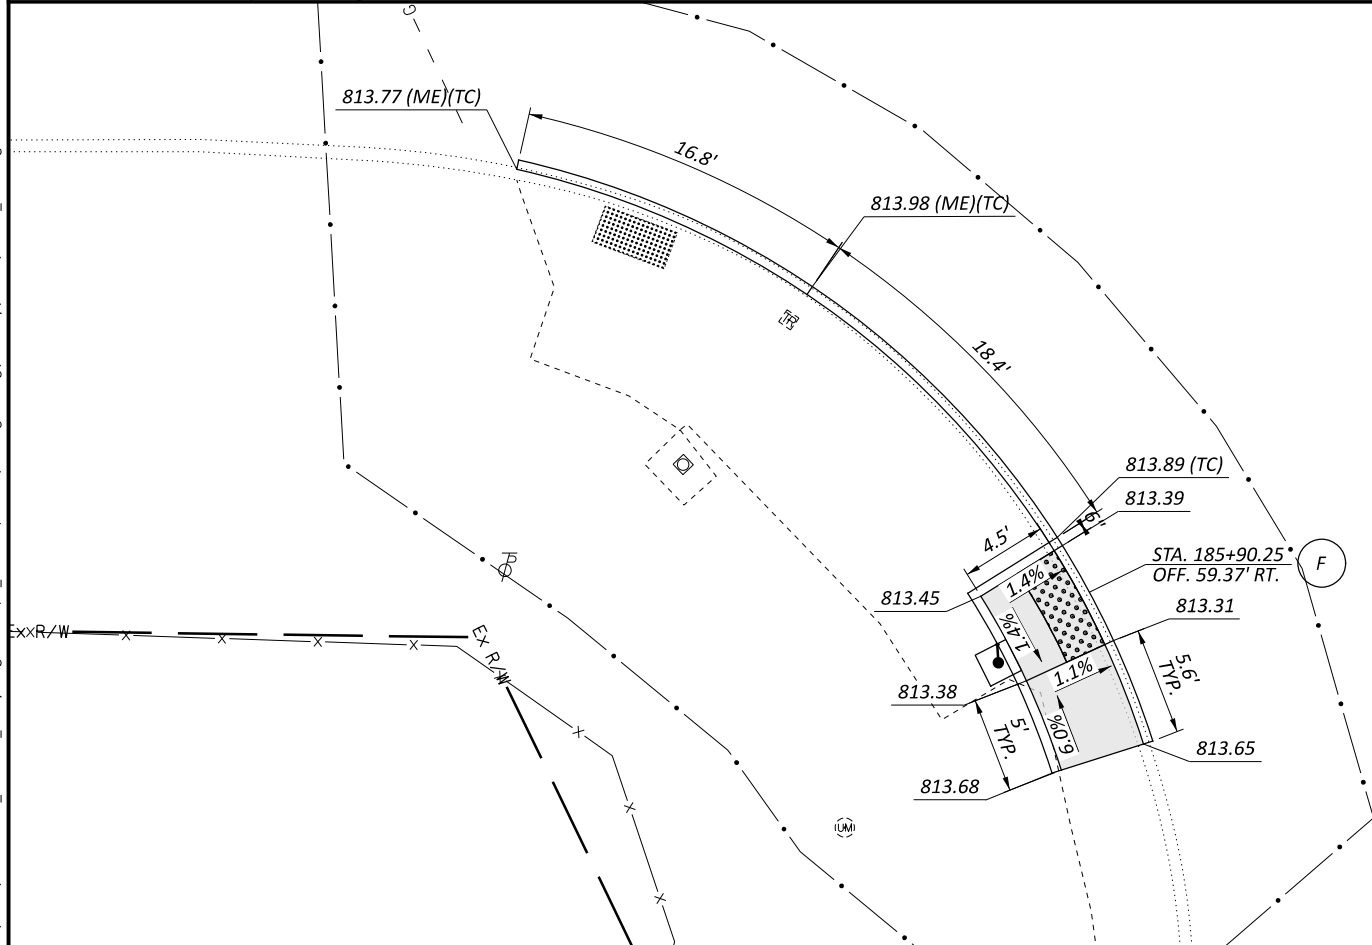 G
813.77 (ME)(TC)
16.8'
813.98 (ME)(TC)
18.4'
813.89 (TC)
6"
813.39
4.5'
STA. 185+90.25
OFF. 59.37' RT.
F
1.4%
813.45
813.31
1.4%
EX R/W
Ex R/W
5.6'
TYP.
1.1%
813.38
5'
TYP.
6.0%
813.65
813.68
UM